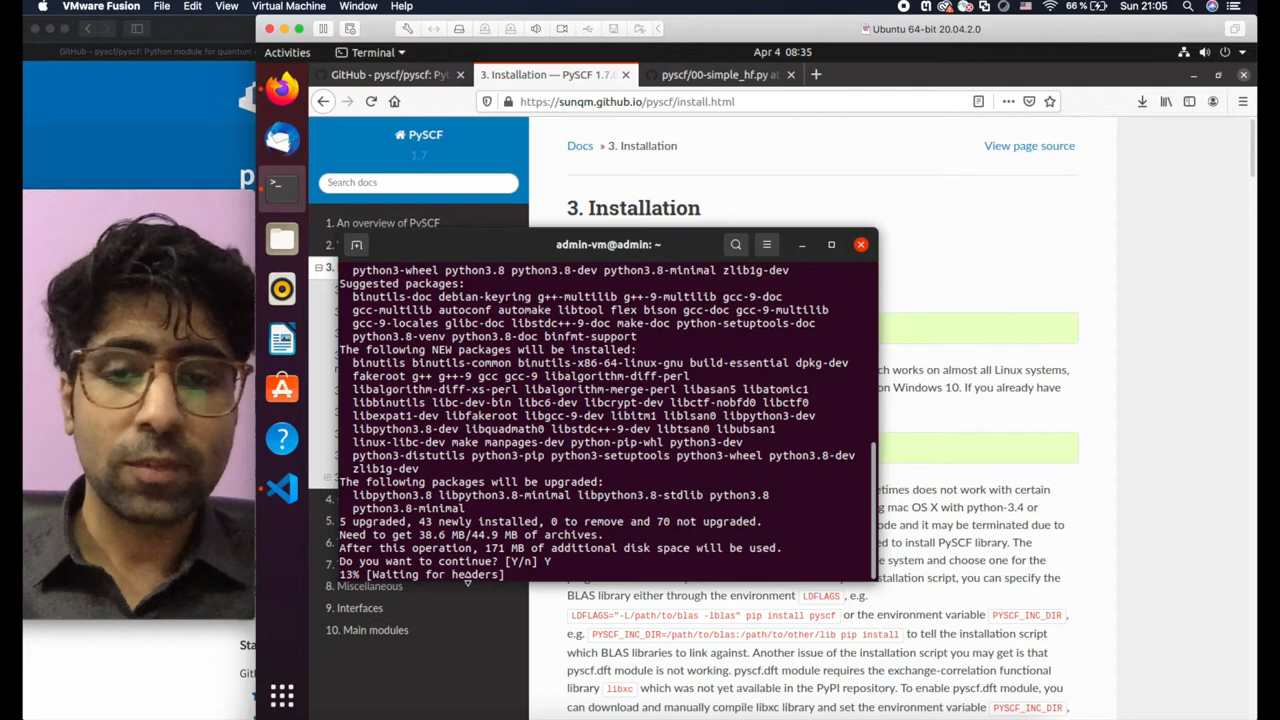 VMware Fusion File Edit View Virtual Machine Window Help 66 % Sun 21:05
GitHub - pyscf/pyscf: Python module for quantum
Ubuntu 64-bit 20.04.2.0
Activities Terminal Apr 4 08:35
GitHub - pyscf/pyscf: Pyt 3. Installation — PySCF 1.7. pyscf/00-simple_hf.py at
https://sunqm.github.io/pyscf/install.html
PySCF
1.7
Search docs
1. An overview of PySCF
2.
3.
4.
6.
7.
8. Miscellaneous
9. Interfaces
10. Main modules
Docs » 3. Installation View page source
3. Installation
admin-vm@admin: ~
python3-wheel python3.8 python3.8-dev python3.8-minimal zlib1g-dev
Suggested packages:
binutils-doc debian-keyring g++-multilib g++-9-multilib gcc-9-doc
gcc-multilib autoconf automake libtool flex bison gcc-doc gcc-9-multilib
gcc-9-locales glibc-doc libstdc++-9-doc make-doc python-setuptools-doc
python3.8-venv python3.8-doc binfmt-support
The following NEW packages will be installed:
binutils binutils-common binutils-x86-64-linux-gnu build-essential dpkg-dev
fakeroot g++ g++-9 gcc gcc-9 libalgorithm-diff-perl
libalgorithm-diff-xs-perl libalgorithm-merge-perl libasan5 libatomic1
libbinutils libc-dev-bin libc6-dev libcrypt-dev libctf-nobfd0 libctf0
libexpat1-dev libfakeroot libgcc-9-dev libitm1 liblsan0 libpython3-dev
libpython3.8-dev libquadmath0 libstdc++-9-dev libtsan0 libubsan1
linux-libc-dev make manpages-dev python-pip-whl python3-dev
python3-distutils python3-pip python3-setuptools python3-wheel python3.8-dev
zlib1g-dev
The following packages will be upgraded:
libpython3.8 libpython3.8-minimal libpython3.8-stdlib python3.8
python3.8-minimal
5 upgraded, 43 newly installed, 0 to remove and 70 not upgraded.
Need to get 38.6 MB/44.9 MB of archives.
After this operation, 171 MB of additional disk space will be used.
Do you want to continue? [Y/n] Y
13% [Waiting for headers]
ch works on almost all Linux systems,
on Windows 10. If you already have
etimes does not work with certain
ng mac OS X with python-3.4 or
ode and it may be terminated due to
ed to install PySCF library. The
e system and choose one for the
stallation script, you can specify the
BLAS library either through the environment LDFLAGS, e.g.
LDFLAGS="-L/path/to/blas -lblas" pip install pyscf or the environment variable PYSCF_INC_DIR,
e.g. PYSCF_INC_DIR=/path/to/blas:/path/to/other/lib pip install to tell the installation script
which BLAS libraries to link against. Another issue of the installation script you may get is that
pyscf.dft module is not working. pyscf.dft module requires the exchange-correlation functional
library libxc which was not yet available in the PyPI repository. To enable pyscf.dft module, you
can download and manually compile libxc library and set the environment variable PYSCF_INC_DIR,
p
Sta
Gitl